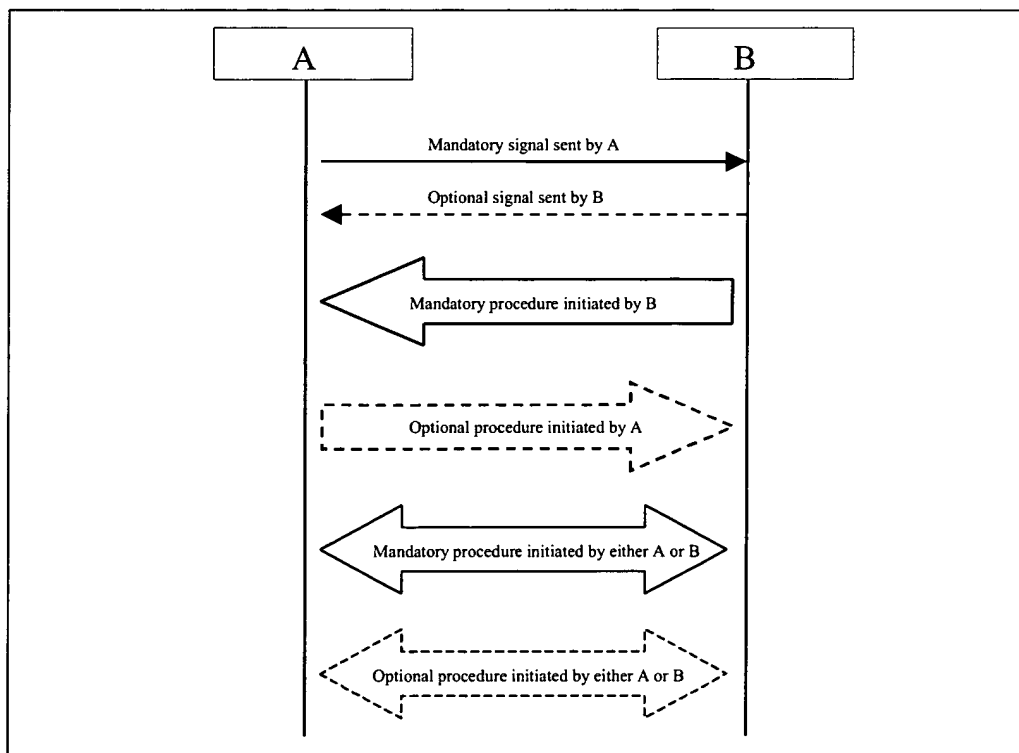 A B
Mandatory signal sent by A
Optional signal sent by B
Mandatory procedure initiated by B
Optional procedure initiated by A
Mandatory procedure initiated by either A or B
Optional procedure initiated by either A or B